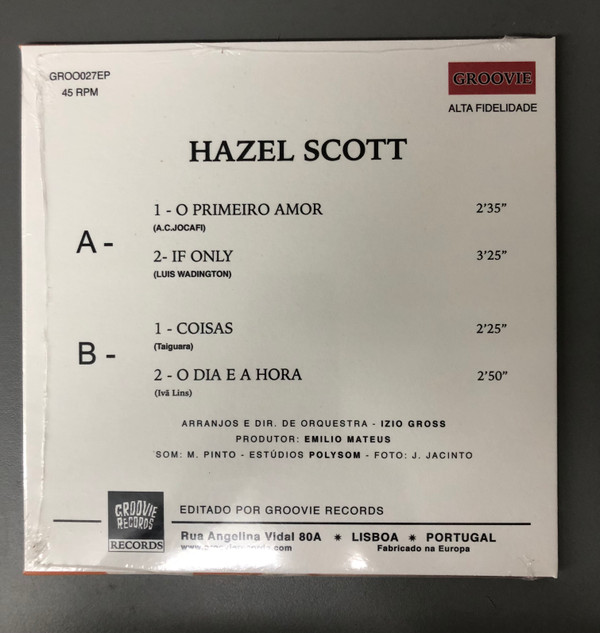 GROO027EP
45 RPM
GROOVIE
ALTA FIDELIDADE
HAZEL SCOTT
A -
1 - O PRIMEIRO AMOR 2'35"
(A.C.JOCAFI)
2- IF ONLY 3'25"
(LUIS WADINGTON)
B -
1 - COISAS 2'25"
(Taiguara)
2 - O DIA E A HORA 2'50"
(Ivã Lins)
ARRANJOS E DIR. DE ORQUESTRA - IZIO GROSS
PRODUTOR: EMILIO MATEUS
SOM: M. PINTO - ESTÚDIOS POLYSOM - FOTO: J. JACINTO
GROOVIE
RECORDS
RECORDS
EDITADO POR GROOVIE RECORDS
Rua Angelina Vidal 80A ✷ LISBOA ✷ PORTUGAL
www.groovierecords.com Fabricado na Europa